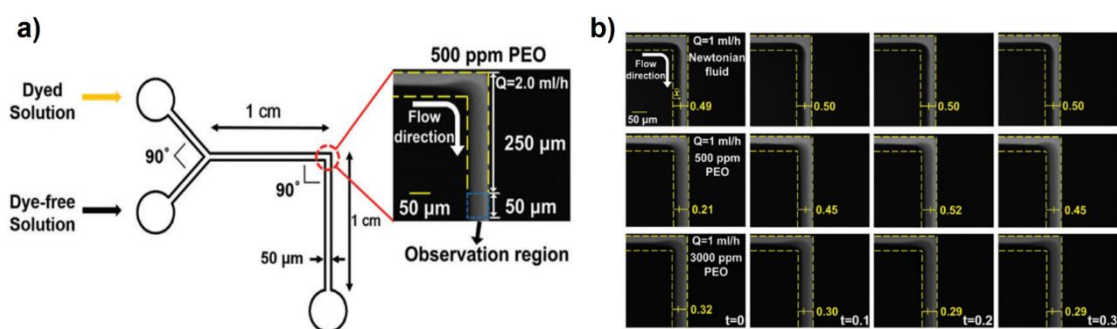 a)
Dyed
Solution
Dye-free
Solution
90°
1 cm
90°
1 cm
50 μm
500 ppm PEO
Q=2.0 ml/h
Flow
direction
250
μm
50 μm
50 μm
Observation region
b)
Q=1 ml/h
Newtonian
fluid
Flow
direction
50 μm
0.49
0.50
0.50
0.50
Q=1 ml/h
500 ppm
PEO
0.21
0.45
0.52
0.45
Q=1 ml/h
3000 ppm
PEO
0.32
0.30
0.29
0.29
t=0
t=0.1
t=0.2
t=0.3